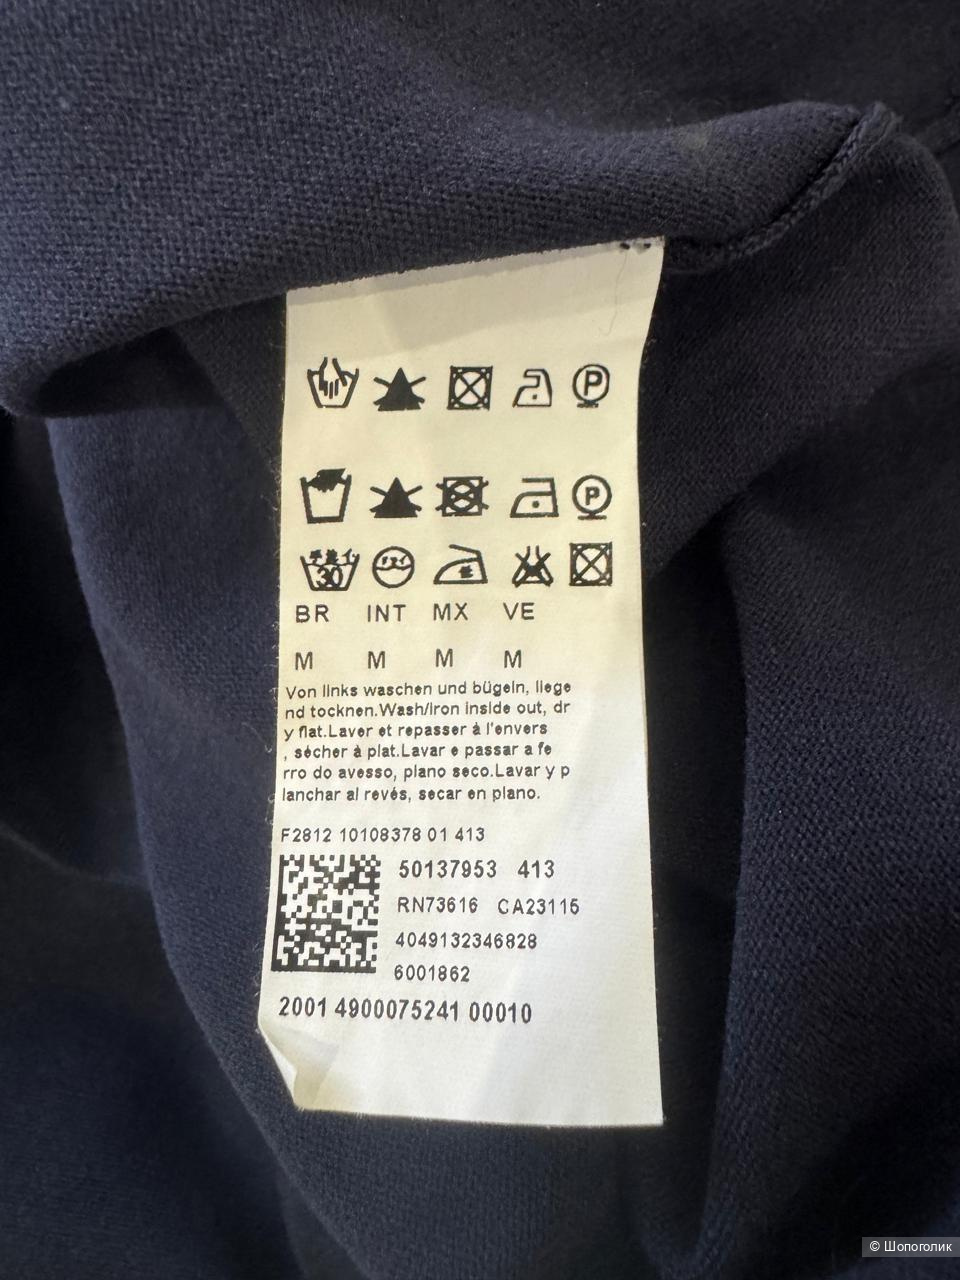 P
P
30
BR INT MX VE
M M M M
Von links waschen und bügeln, liege
nd tocknen.Wash/iron inside out, dr
y flat.Laver et repasser à l'envers
, sécher à plat.Lavar e passar a fe
rro do avesso, plano seco.Lavar y p
lanchar al revés, secar en plano.
F2812 10108378 01 413
50137953 413
RN73616 CA23115
4049132346828
6001862
2001 4900075241 00010
© Шопоголик